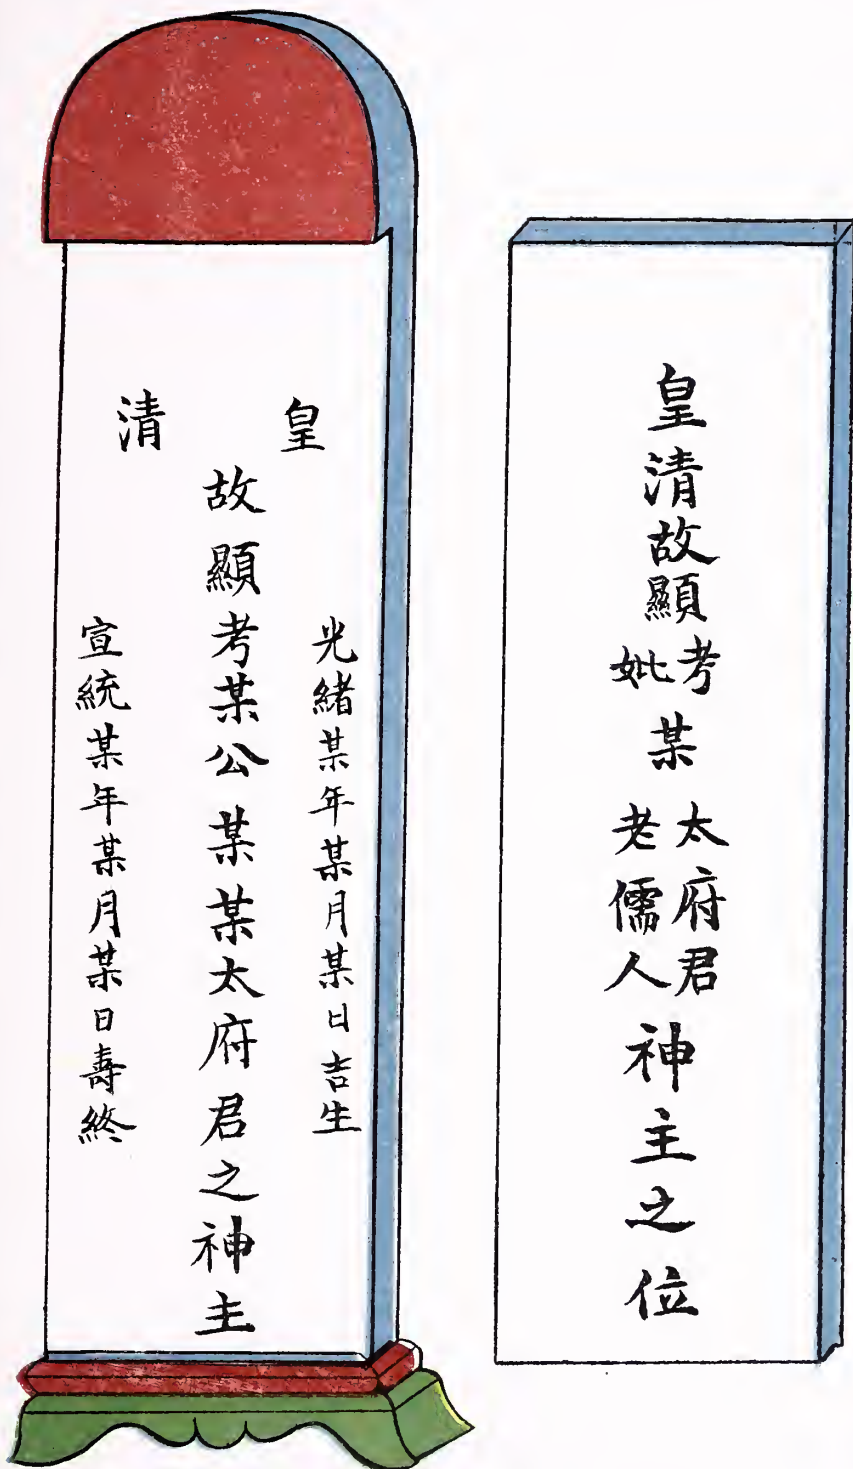 皇清故顯考妣某太府君老儒人神主之位
皇清
光緒某年某月某日吉生
故顯考某公某某太府君之神主
宣統某年某月某日壽終